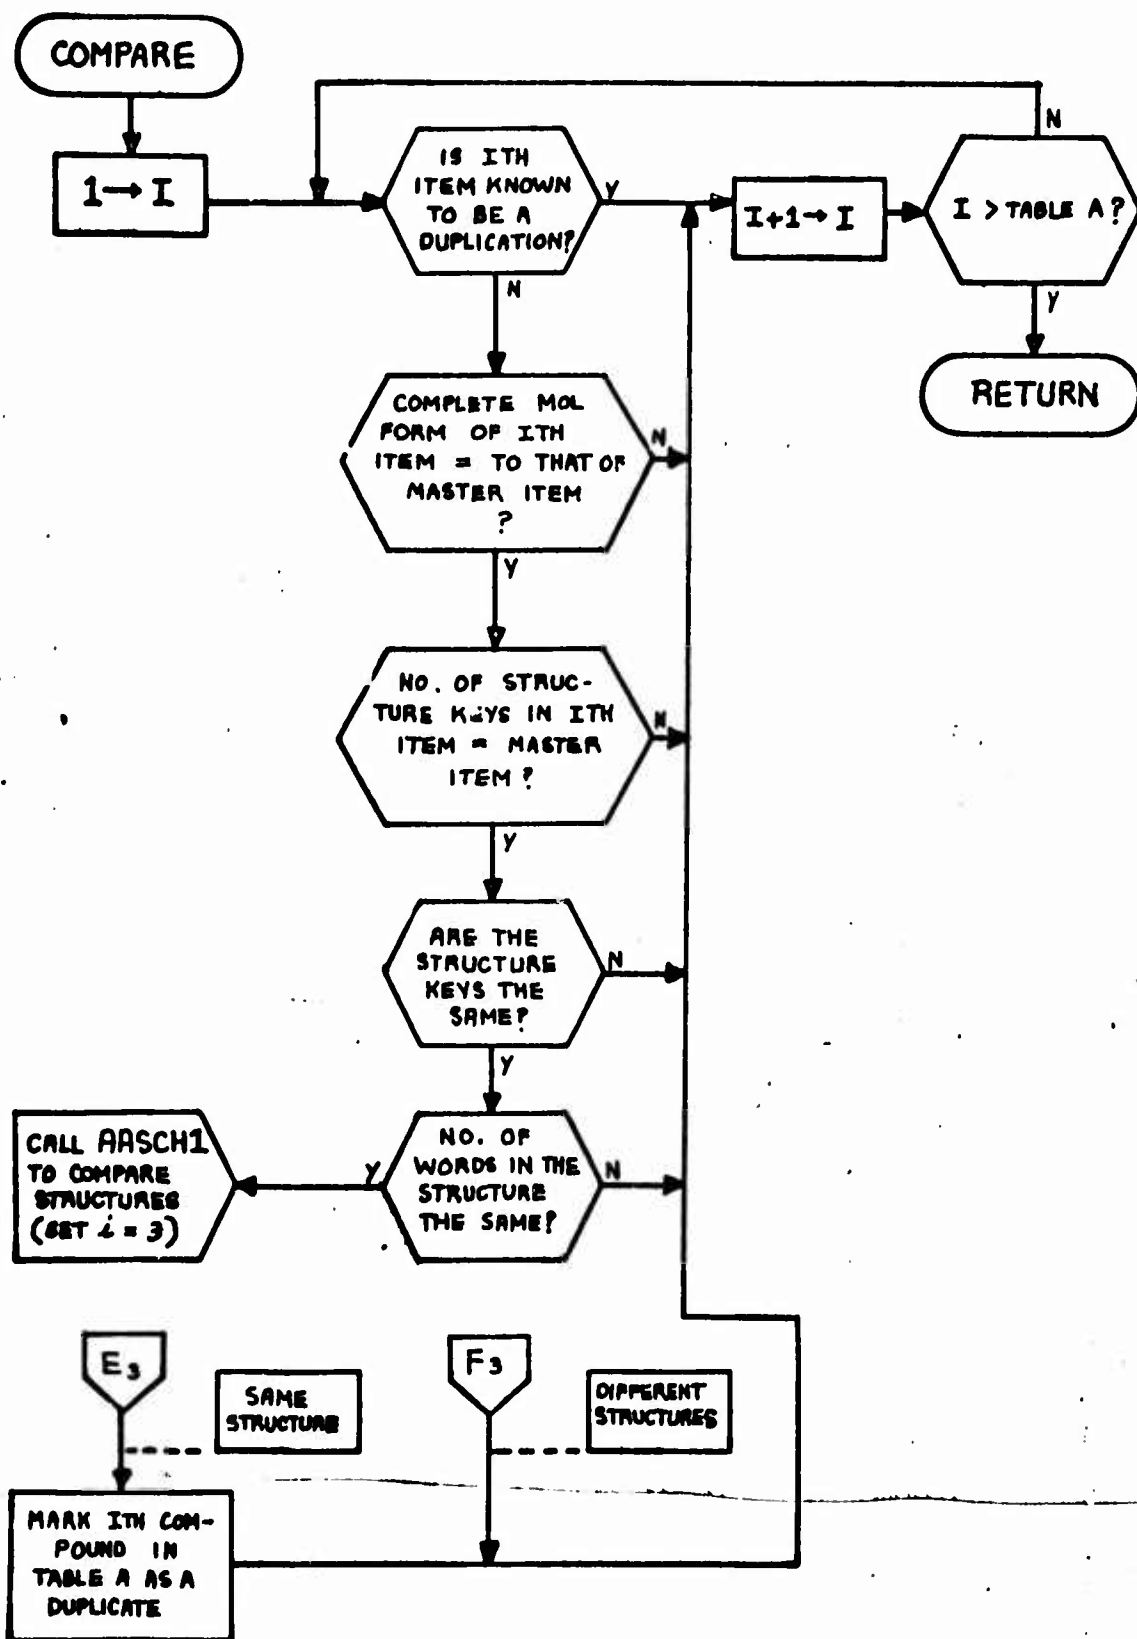 COMPARE
1→I
IS ITH
ITEM KNOWN
TO BE A
DUPLICATION?
Y
N
I+1→I
I > TABLE A?
N
Y
RETURN
COMPLETE MOL
FORM OF ITH
ITEM = TO THAT OF
MASTER ITEM
?
N
Y
NO. OF STRUC-
TURE KEYS IN ITH
ITEM = MASTER
ITEM?
N
Y
ARE THE
STRUCTURE
KEYS THE
SAME?
N
Y
NO. OF
WORDS IN THE
STRUCTURE
THE SAME?
N
Y
CALL AASCH1
TO COMPARE
STRUCTURES
(SET i = 3)
E3
SAME
STRUCTURE
F3
DIFFERENT
STRUCTURES
MARK ITH COM-
POUND IN
TABLE A AS A
DUPLICATE